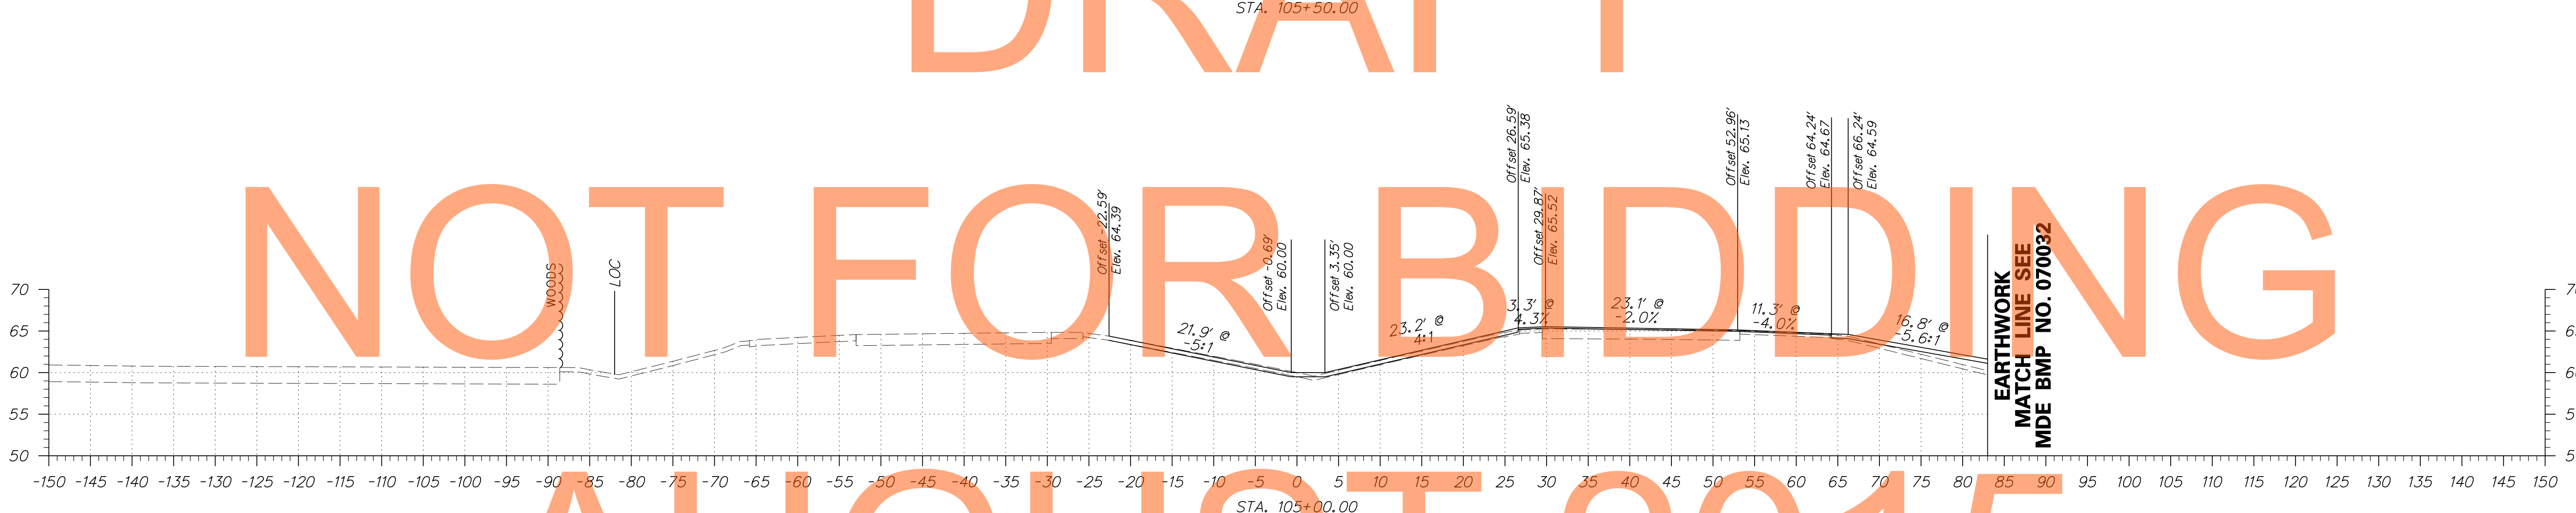 STA. 105+50.00
DRAFT
NOT FOR BIDDING
Offset -22.59'
Elev. 64.39
Offset -0.69'
Elev. 60.00
Offset 3.35'
Elev. 60.00
Offset 26.59'
Elev. 65.38
Offset 29.87'
Elev. 65.52
Offset 52.96'
Elev. 65.13
Offset 64.24'
Elev. 64.67
Offset 66.24'
Elev. 64.59
WOODS
LOC
21.9' @
-5:1
23.2' @
4:1
3.3' @
4.3%
23.1' @
-2.0%
11.3' @
-4.0%
16.8' @
-5.6:1
EARTHWORK
MATCH LINE SEE
MDE BMP NO. 070032
70
65
60
55
50
-150 -145 -140 -135 -130 -125 -120 -115 -110 -105 -100 -95 -90 -85 -80 -75 -70 -65 -60 -55 -50 -45 -40 -35 -30 -25 -20 -15 -10 -5 0 5 10 15 20 25 30 35 40 45 50 55 60 65 70 75 80 85 90 95 100 105 110 115 120 125 130 135 140 145 150
AUGUST 2015
STA. 105+00.00